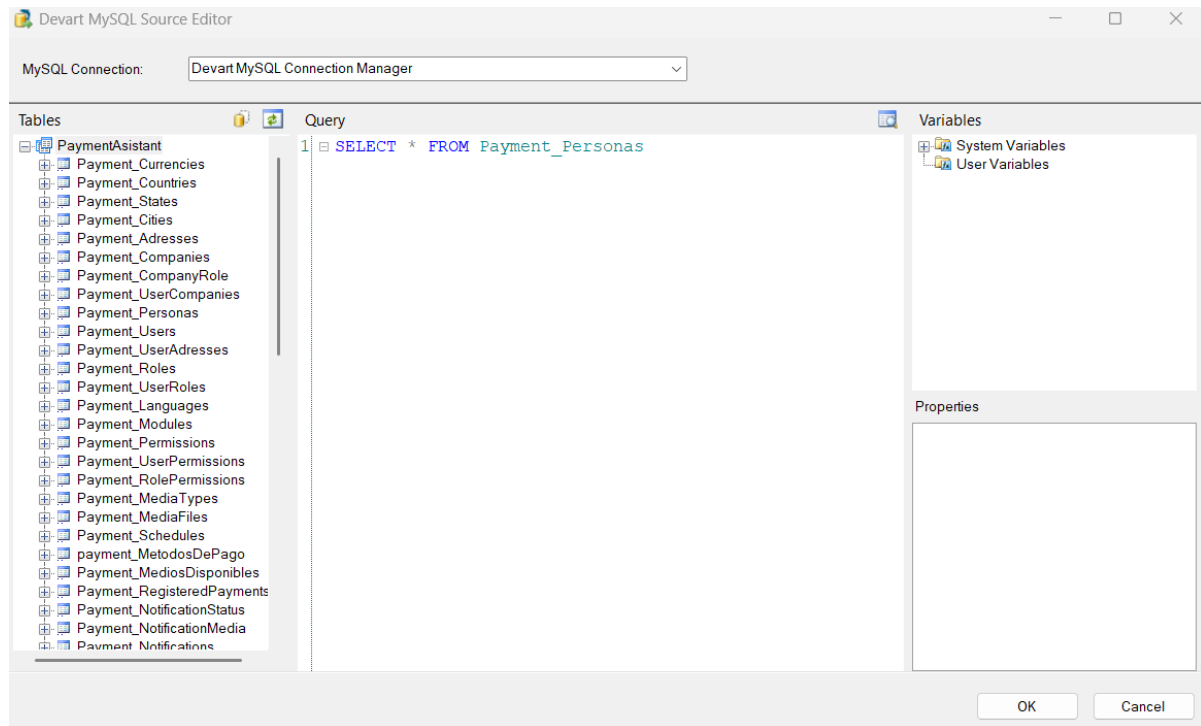 Devart MySQL Source Editor
MySQL Connection:
Devart MySQL Connection Manager
Tables
PaymentAsistant
Payment_Currencies
Payment_Countries
Payment_States
Payment_Cities
Payment_Adresses
Payment_Companies
Payment_CompanyRole
Payment_UserCompanies
Payment_Personas
Payment_Users
Payment_UserAdresses
Payment_Roles
Payment_UserRoles
Payment_Languages
Payment_Modules
Payment_Permissions
Payment_UserPermissions
Payment_RolePermissions
Payment_MediaTypes
Payment_MediaFiles
Payment_Schedules
payment_MetodosDePago
Payment_MediosDisponibles
Payment_RegisteredPayments
Payment_NotificationStatus
Payment_NotificationMedia
Payment_Notifications
Query
1 SELECT * FROM Payment_Personas
Variables
System Variables
User Variables
Properties
OK
Cancel